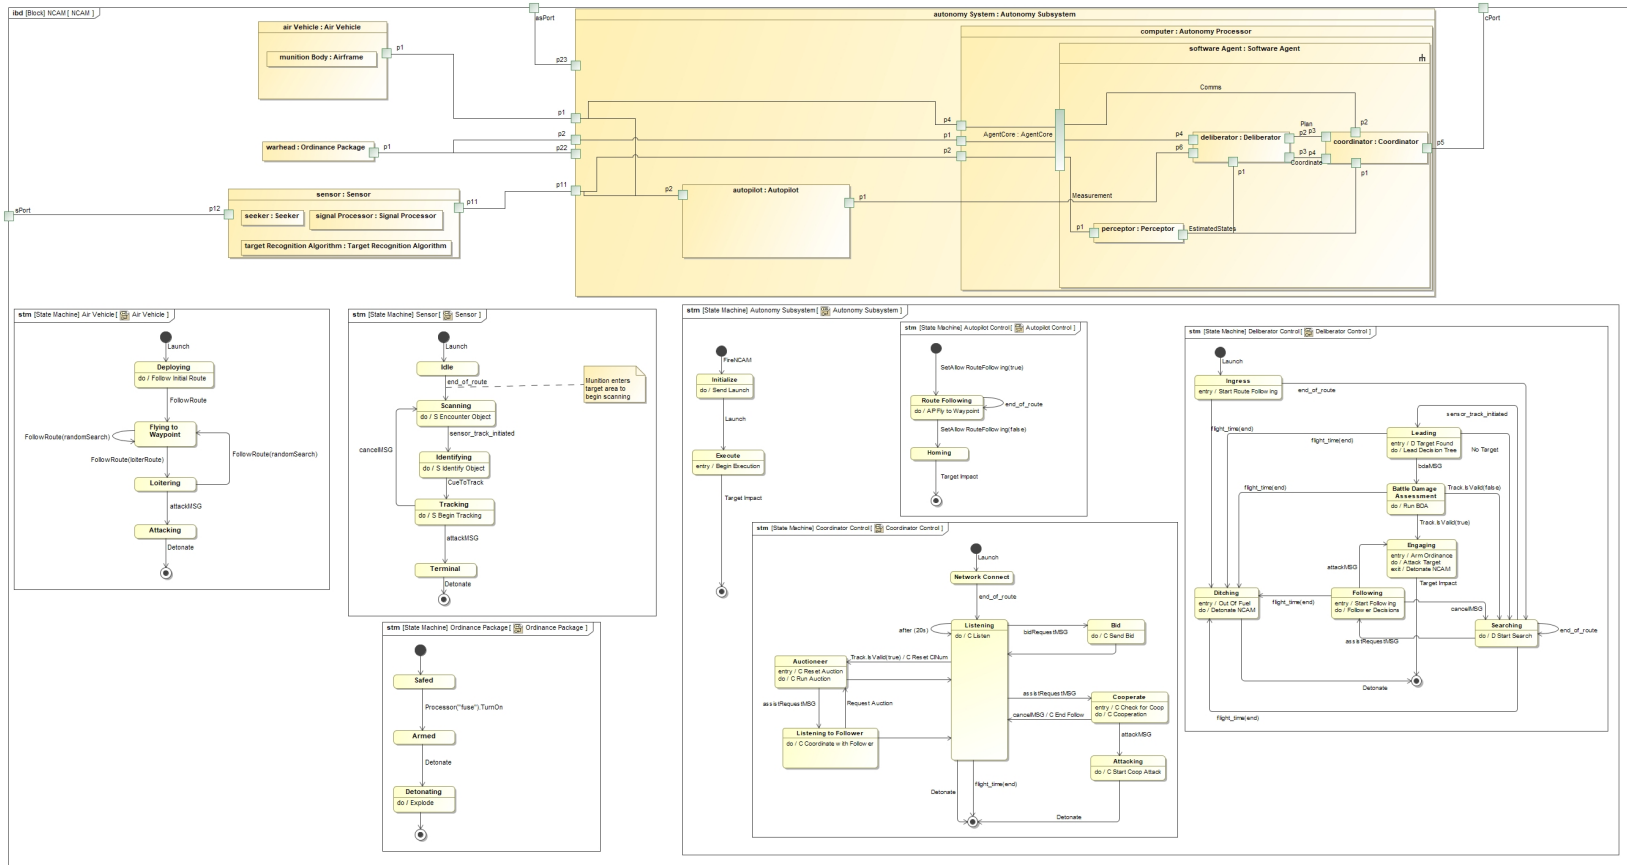 ibd [Block] NCAM [ NCAM ]
asPort
cPort
sPort
air Vehicle : Air Vehicle
munition Body : Airframe
p1
warhead : Ordinance Package
p1
sensor : Sensor
seeker : Seeker
signal Processor : Signal Processor
target Recognition Algorithm : Target Recognition Algorithm
p12
p11
autonomy System : Autonomy Subsystem
p23
p1
p2
p22
p11
p5
autopilot : Autopilot
p2
p1
computer : Autonomy Processor
p4
p1
p2
software Agent : Software Agent
AgentCore : AgentCore
Comms
Measurement
deliberator : Deliberator
p4
p6
p2
p3
p1
Plan
Coordinate
coordinator : Coordinator
p3
p4
p2
p1
perceptor : Perceptor
p1
EstimatedStates
stm [State Machine] Air Vehicle [ Air Vehicle ]
Launch
Deploying
do / Follow Initial Route
FollowRoute
Flying to
Waypoint
FollowRoute(randomSearch)
FollowRoute(loiterRoute)
FollowRoute(randomSearch)
Loitering
attackMSG
Attacking
Detonate
stm [State Machine] Sensor [ Sensor ]
Launch
Idle
end_of_route
Munition enters
target area to
begin scanning
Scanning
do / S Encounter Object
sensor_track_initiated
cancelMSG
Identifying
do / S Identify Object
CueToTrack
Tracking
do / S Begin Tracking
attackMSG
Terminal
Detonate
stm [State Machine] Ordinance Package [ Ordinance Package ]
Safed
Processor("fuse").TurnOn
Armed
Detonate
Detonating
do / Explode
stm [State Machine] Autonomy Subsystem [ Autonomy Subsystem ]
FireNCAM
Initialize
do / Send Launch
Launch
Execute
entry / Begin Execution
Target Impact
stm [State Machine] Autopilot Control [ Autopilot Control ]
SetAllow RouteFollowing(true)
Route Following
do / AP Fly to Waypoint
end_of_route
SetAllow RouteFollowing(false)
Homing
Target Impact
stm [State Machine] Coordinator Control [ Coordinator Control ]
Launch
Network Connect
end_of_route
Listening
do / C Listen
after (20s)
bidRequestMSG
Bid
do / C Send Bid
Track.IsValid(true) / C Reset ClNum
Auctioneer
entry / C Reset Auction
do / C Run Auction
assistRequestMSG
Request Auction
Listening to Follower
do / C Coordinate with Follower
assistRequestMSG
cancelMSG / C End Follow
Cooperate
entry / C Check for Coop
do / C Cooperation
attackMSG
Attacking
do / C Start Coop Attack
Detonate
flight_time(end)
Detonate
stm [State Machine] Deliberator Control [ Deliberator Control ]
Launch
Ingress
entry / Start Route Following
end_of_route
sensor_track_initiated
flight_time(end)
flight_time(end)
Leading
entry / D Target Found
do / Lead Decision Tree
No Target
bdaMSG
flight_time(end)
Battle Damage
Assessment
do / Run BDA
Track.IsValid(false)
Track.IsValid(true)
Engaging
entry / Arm Ordinance
do / Attack Target
exit / Detonate NCAM
attackMSG
Target Impact
Ditching
entry / Out Of Fuel
do / Detonate NCAM
flight_time(end)
Following
entry / Start Following
do / Follower Decisions
cancelMSG
assistRequestMSG
Searching
do / D Start Search
end_of_route
Detonate
flight_time(end)